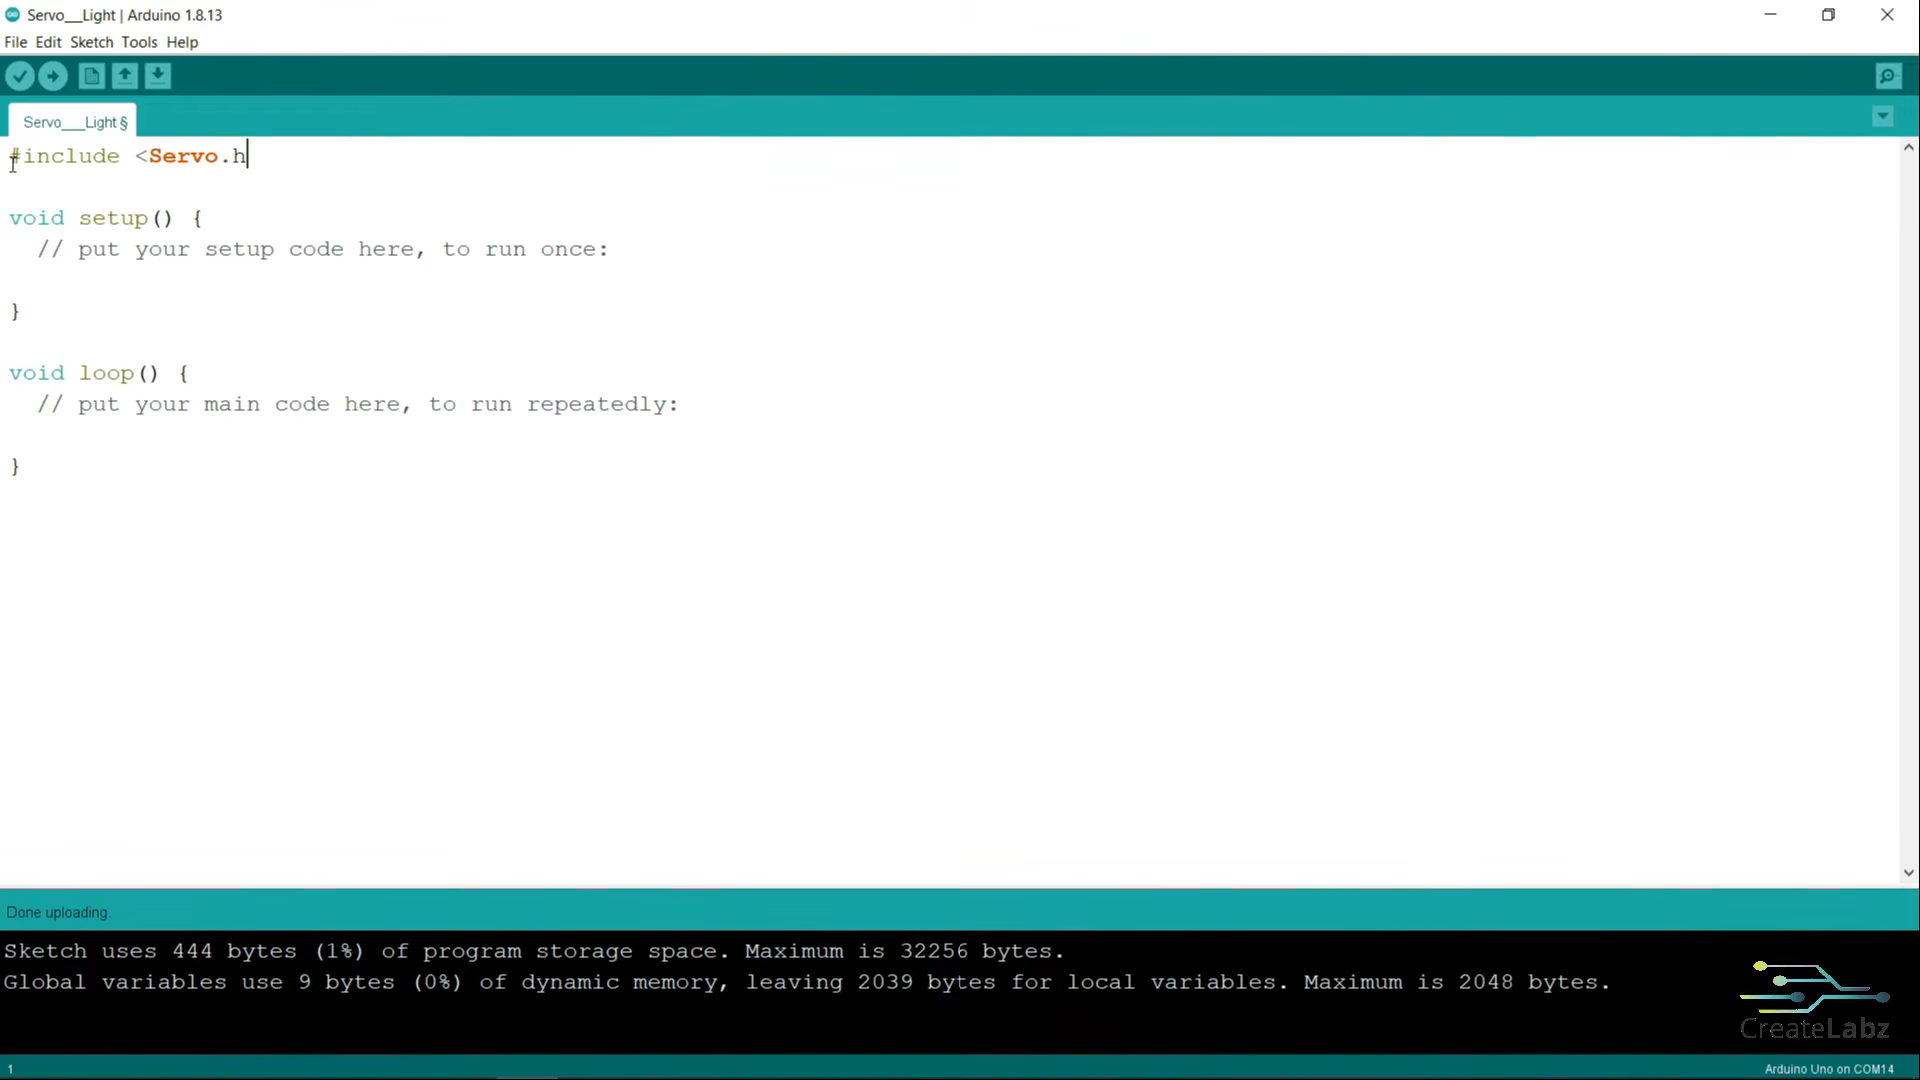 Servo___Light | Arduino 1.8.13
File Edit Sketch Tools Help
Servo___Light §
#include <Servo.h
void setup() {
  // put your setup code here, to run once:
}
void loop() {
  // put your main code here, to run repeatedly:
}
Done uploading.
Sketch uses 444 bytes (1%) of program storage space. Maximum is 32256 bytes.
Global variables use 9 bytes (0%) of dynamic memory, leaving 2039 bytes for local variables. Maximum is 2048 bytes.
CreateLabz
1
Arduino Uno on COM14